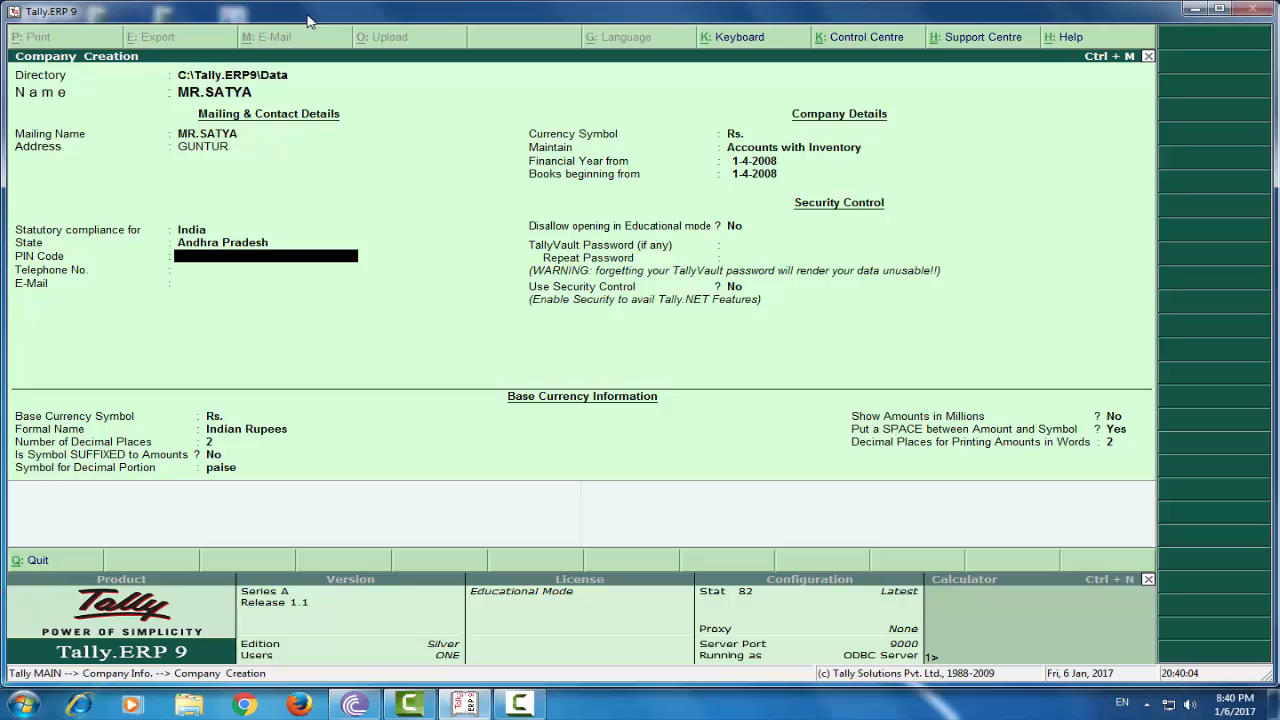 Tally.ERP 9
P: Print E: Export M: E-Mail O: Upload G: Language K: Keyboard K: Control Centre H: Support Centre H: Help
Company Creation Ctrl + M
Directory : C:\Tally.ERP9\Data
Name : MR.SATYA
Mailing & Contact Details
Mailing Name : MR.SATYA
Address : GUNTUR
Statutory compliance for : India
State : Andhra Pradesh
PIN Code :
Telephone No. :
E-Mail :
Company Details
Currency Symbol : Rs.
Maintain : Accounts with Inventory
Financial Year from : 1-4-2008
Books beginning from : 1-4-2008
Security Control
Disallow opening in Educational mode ? No
TallyVault Password (if any) :
Repeat Password :
(WARNING: forgetting your TallyVault password will render your data unusable!!)
Use Security Control ? No
(Enable Security to avail Tally.NET Features)
Base Currency Information
Base Currency Symbol : Rs.
Formal Name : Indian Rupees
Number of Decimal Places : 2
Is Symbol SUFFIXED to Amounts ? No
Symbol for Decimal Portion : paise
Show Amounts in Millions ? No
Put a SPACE between Amount and Symbol ? Yes
Decimal Places for Printing Amounts in Words : 2
Q: Quit
Product
Tally
POWER OF SIMPLICITY
Tally.ERP 9
Version
Series A
Release 1.1
Edition Silver
Users ONE
License
Educational Mode
Configuration
Stat 82 Latest
Proxy None
Server Port 9000
Running as ODBC Server
Calculator Ctrl + N
1>
Tally MAIN --> Company Info. --> Company Creation (c) Tally Solutions Pvt. Ltd., 1988-2009 Fri, 6 Jan, 2017 20:40:04
EN 8:40 PM
1/6/2017